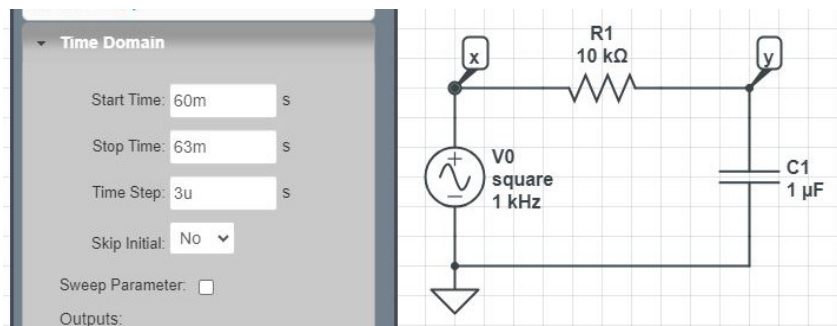 Time Domain
Start Time: 60m s
Stop Time: 63m s
Time Step: 3u s
Skip Initial: No
Sweep Parameter:
Outputs:
x
R1
10 kΩ
y
V0
square
1 kHz
C1
1 μF